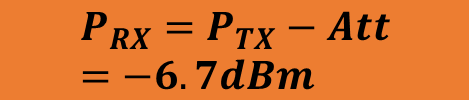 P_RX = P_TX − Att
= −6.7dBm